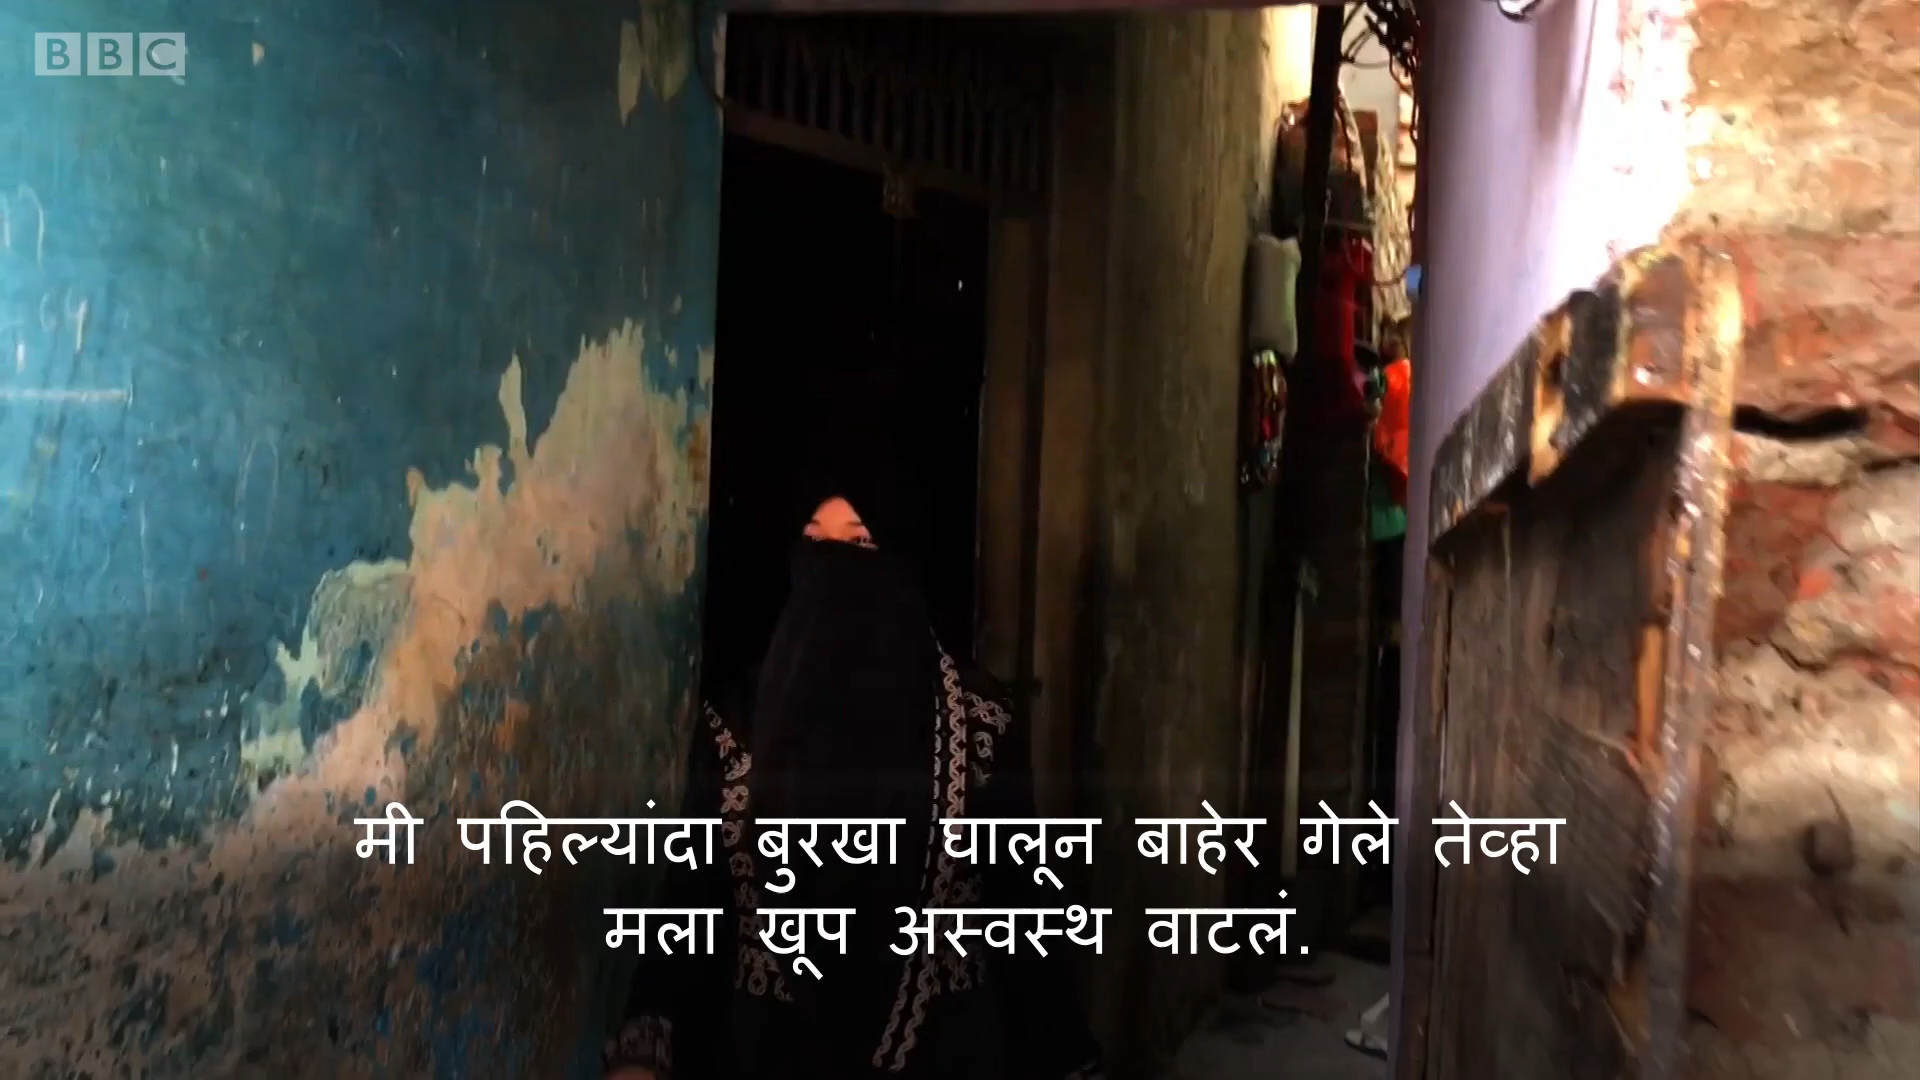 BBC
मी पहिल्यांदा बुरखा घालून बाहेर गेले तेव्हा
मला खूप अस्वस्थ वाटलं.